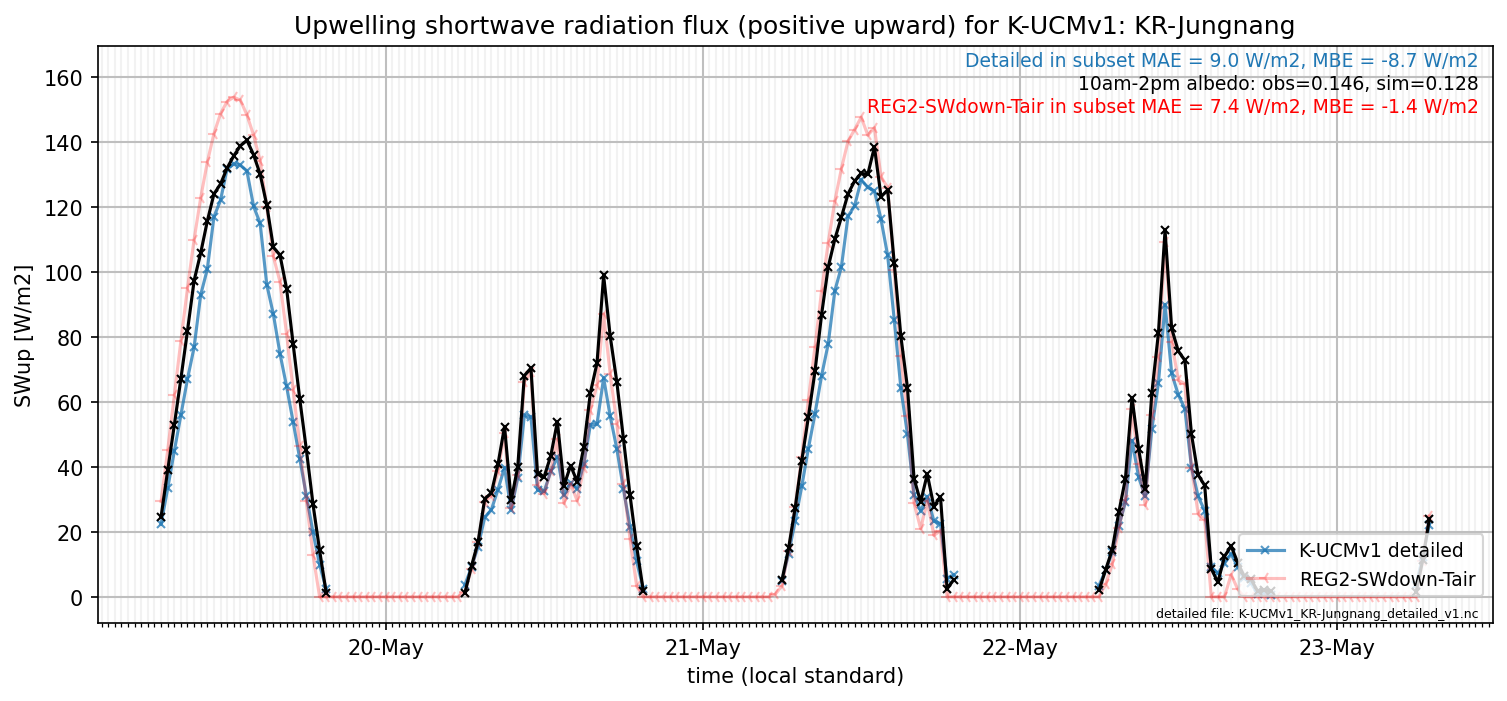 Upwelling shortwave radiation flux (positive upward) for K-UCMv1: KR-Jungnang
Detailed in subset MAE = 9.0 W/m2, MBE = -8.7 W/m2
10am-2pm albedo: obs=0.146, sim=0.128
REG2-SWdown-Tair in subset MAE = 7.4 W/m2, MBE = -1.4 W/m2
SWup [W/m2]
160
140
120
100
80
60
40
20
0
K-UCMv1 detailed
REG2-SWdown-Tair
detailed file: K-UCMv1_KR-Jungnang_detailed_v1.nc
20-May
21-May
22-May
23-May
time (local standard)